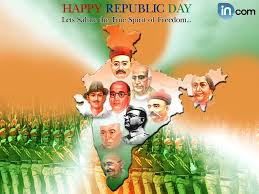 HAPPY REPUBLIC DAY
in.com
Lets Salute the True Spirit of Freedom...